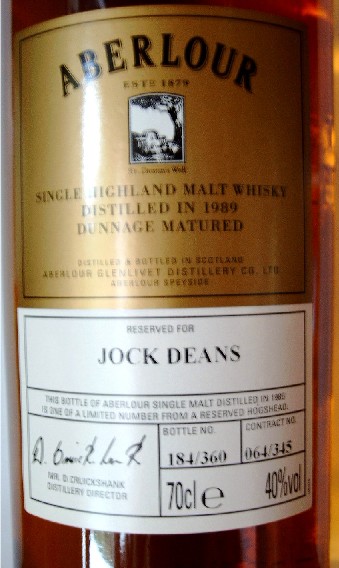 ABERLOUR
ESTD 1879
St. Drostan's Well
SINGLE HIGHLAND MALT WHISKY
DISTILLED IN 1989
DUNNAGE MATURED
DISTILLED & BOTTLED IN SCOTLAND
ABERLOUR GLENLIVET DISTILLERY CO. LTD.
ABERLOUR SPEYSIDE
RESERVED FOR
JOCK DEANS
THIS BOTTLE OF ABERLOUR SINGLE MALT DISTILLED IN 1989
IS ONE OF A LIMITED NUMBER FROM A RESERVED HOGSHEAD.
BOTTLE NO. CONTRACT NO.
184/360 064/345
MR. D.CRUICKSHANK
DISTILLERY DIRECTOR
70cl e 40%vol